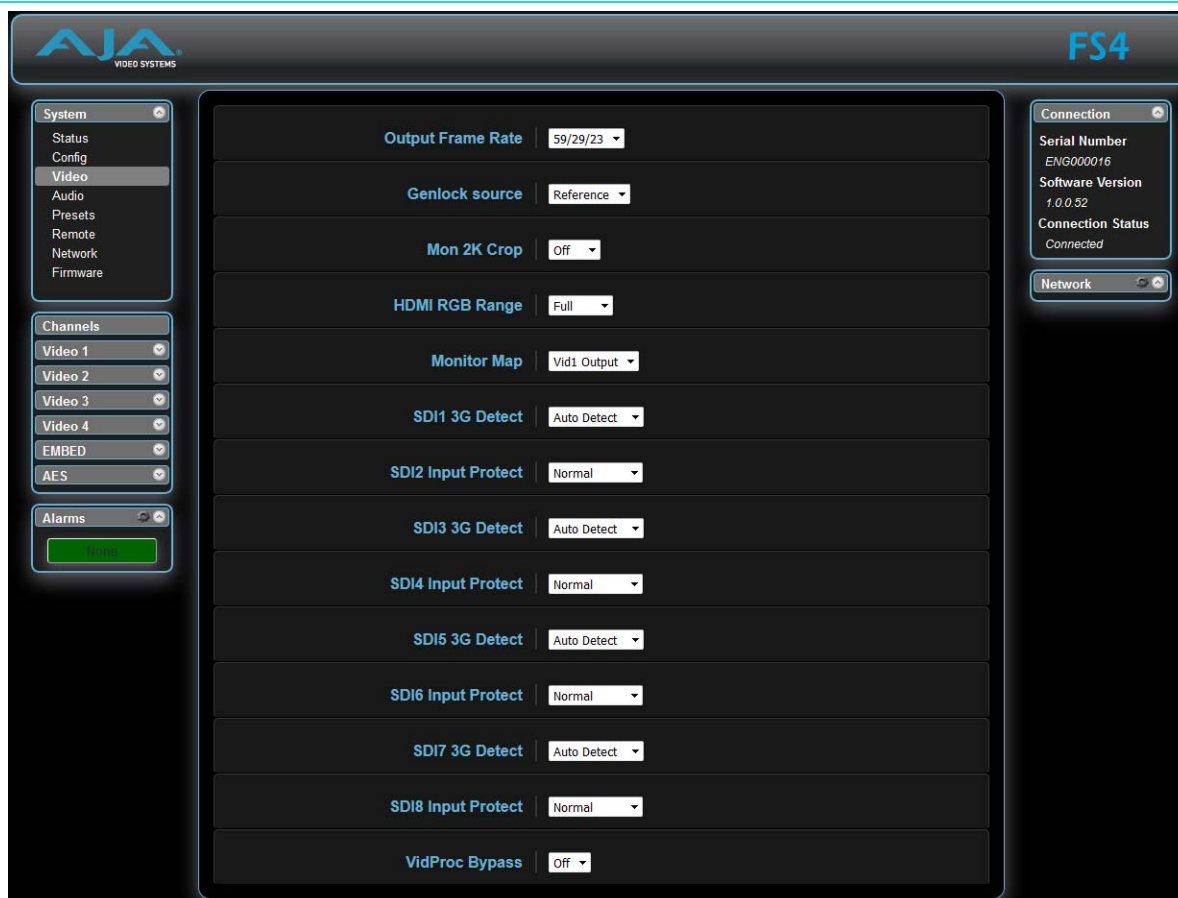 AJA
VIDEO SYSTEMS
FS4
System
Status
Config
Video
Audio
Presets
Remote
Network
Firmware
Channels
Video 1
Video 2
Video 3
Video 4
EMBED
AES
Alarms
None
Output Frame Rate 59/29/23
Genlock source Reference
Mon 2K Crop Off
HDMI RGB Range Full
Monitor Map Vid1 Output
SDI1 3G Detect Auto Detect
SDI2 Input Protect Normal
SDI3 3G Detect Auto Detect
SDI4 Input Protect Normal
SDI5 3G Detect Auto Detect
SDI6 Input Protect Normal
SDI7 3G Detect Auto Detect
SDI8 Input Protect Normal
VidProc Bypass Off
Connection
Serial Number
ENG000016
Software Version
1.0.0.52
Connection Status
Connected
Network